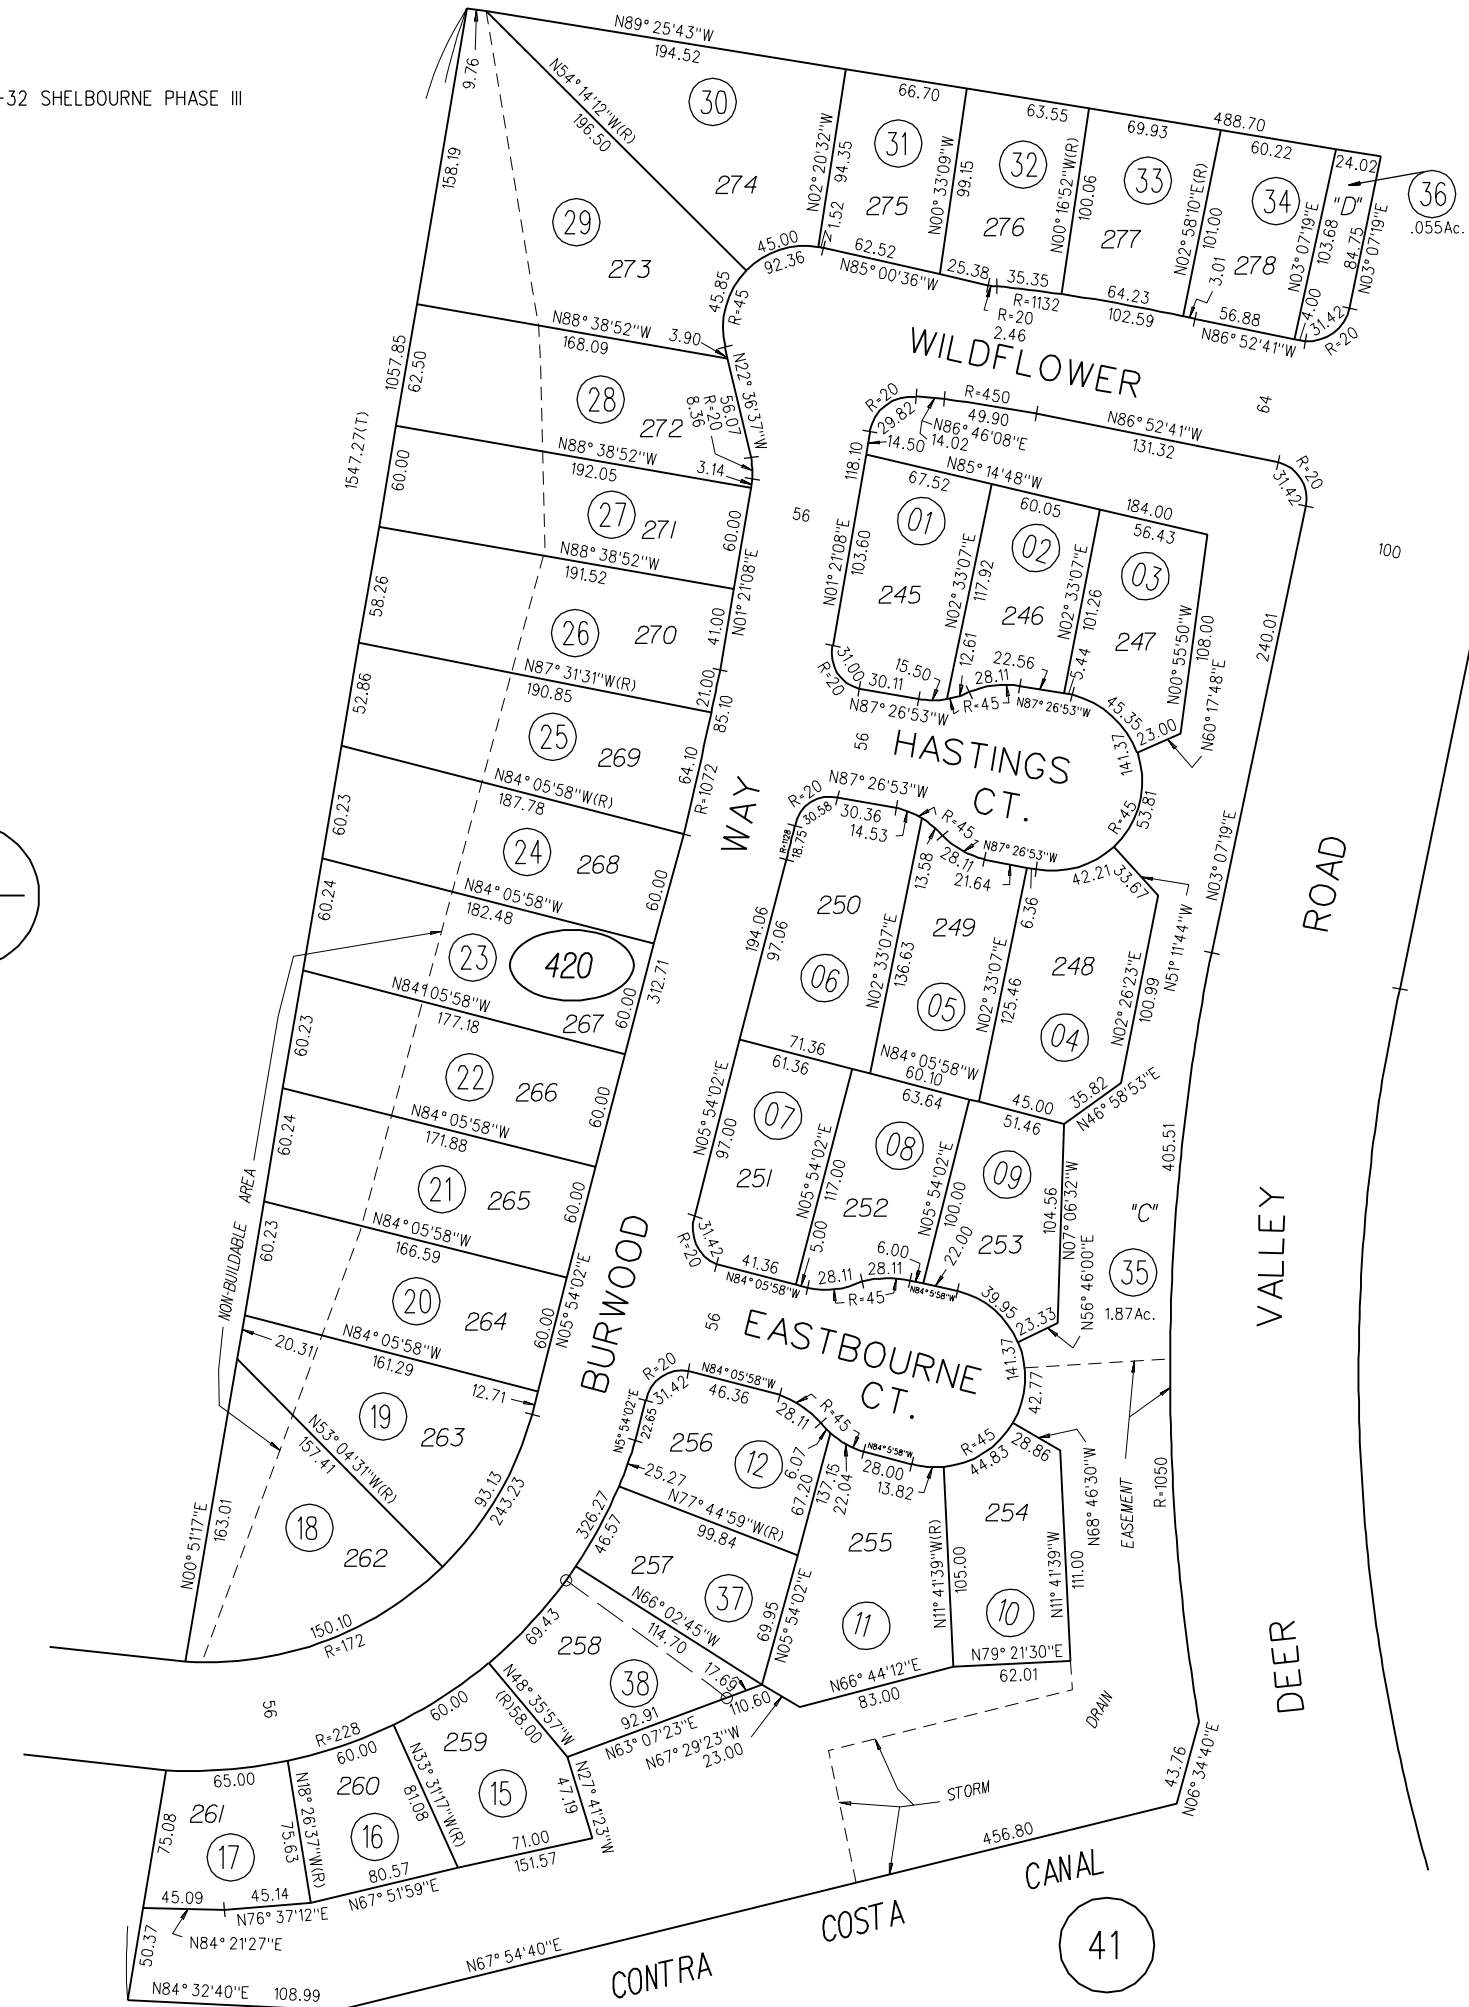 -32 SHELBOURNE PHASE III
N89°25'43"W
194.52
9.76
N54°14'12"W(R)
196.50
30
274
N02°20'32"W
94.35
1.52
66.70
31
275
N00°33'09"W
99.15
63.55
32
276
N00°16'52"W(R)
100.06
69.93
33
277
N02°58'10"E(R)
101.00
3.01
488.70
60.22
34
278
N03°07'19"E
103.68
4.00
24.02
"D"
84.75
N03°07'19"E
36
.055Ac.
158.19
29
273
45.00
92.36
45.85
R=45
62.52
N85°00'36"W
25.38
35.35
R=1132
R=20
2.46
64.23
102.59
56.88
N86°52'41"W
31.42
R=20
WILDFLOWER
64
N88°38'52"W
168.09
3.90
1057.85
62.50
1547.27(T)
28
272
N22°36'37"W
56.07
R=20
8.36
N88°38'52"W
192.05
3.14
60.00
27
271
60.00
N88°38'52"W
191.52
N01°21'08"E
58.26
26
270
41.00
N87°31'31"W(R)
190.85
21.00
85.10
52.86
25
269
64.10
R=1072
N84°05'58"W(R)
187.78
60.23
24
268
60.00
N84°05'58"W
182.48
60.24
23
420
267
60.00
312.71
N84°05'58"W
177.18
60.23
22
266
60.00
N84°05'58"W
171.88
60.24
21
265
60.00
N84°05'58"W
166.59
60.23
20
264
60.00
N05°54'02"E
N84°05'58"W
161.29
20.31
12.71
19
263
N53°04'31"W(R)
157.41
93.13
243.23
NON-BUILDABLE AREA
N00°51'17"E
163.01
18
262
150.10
R=172
WAY
BURWOOD
56
R=20
29.82
R=450
49.90
N86°46'08"E
14.02
14.50
N86°52'41"W
131.32
R=20
31.42
118.10
N85°14'48"W
67.52
60.05
184.00
56.43
01
245
N01°21'08"E
103.60
N02°33'07"E
117.92
02
246
N02°33'07"E
101.26
03
247
N00°55'50"W
108.00
N60°17'48"E
240.01
100
31.00
R=20
30.11
15.50
12.61
22.56
28.11
R=45
5.44
N87°26'53"W
N87°26'53"W
45.35
23.00
141.37
56
HASTINGS
CT.
R=45
53.81
R=20
30.58
N87°26'53"W
30.36
14.53
R=45
28.11
N87°26'53"W
21.64
42.21
33.67
R=1128
18.75
13.58
6.36
N51°11'44"W
N03°07'19"E
250
06
194.06
97.06
N02°33'07"E
136.63
249
05
N02°33'07"E
125.46
248
04
N02°26'23"E
100.99
71.36
61.36
N84°05'58"W
60.10
63.64
45.00
51.46
35.82
N46°58'53"E
N05°54'02"E
97.00
07
251
N05°54'02"E
117.00
5.00
08
252
N05°54'02"E
100.00
6.00
22.00
09
253
104.56
N07°06'32"W
405.51
"C"
35
1.87Ac.
31.42
R=20
41.36
N84°05'58"W
28.11
28.11
R=45
N84°5'58"W
39.95
23.33
N56°46'00"E
141.37
56
EASTBOURNE
CT.
42.77
R=20
31.42
N84°05'58"W
46.36
28.11
R=45
N84°5'58"W
28.00
13.82
R=45
44.83
28.86
N68°46'30"W
EASEMENT
R=1050
N5°54'02"E
22.65
256
12
6.07
25.27
N77°44'59"W(R)
99.84
67.20
137.15
22.04
326.27
46.57
257
37
N66°02'45"W
114.70
69.95
N05°54'02"E
255
11
N11°41'39"W(R)
105.00
254
10
N11°41'39"W
111.00
N79°21'30"E
62.01
N66°44'12"E
83.00
69.43
258
38
17.69
110.60
92.91
N63°07'23"E
N67°29'23"W
23.00
N48°35'57"W
(R)58.00
60.00
259
15
N27°41'23"W
47.19
71.00
151.57
56
R=228
60.00
N33°31'17"W(R)
81.08
260
16
80.57
N67°51'59"E
65.00
N18°26'37"W(R)
75.63
261
17
75.08
45.09
45.14
N76°37'12"E
N84°21'27"E
50.37
N84°32'40"E 108.99
N67°54'40"E
456.80
DRAIN
STORM
43.76
N06°34'40"E
CONTRA COSTA CANAL
41
DEER VALLEY ROAD